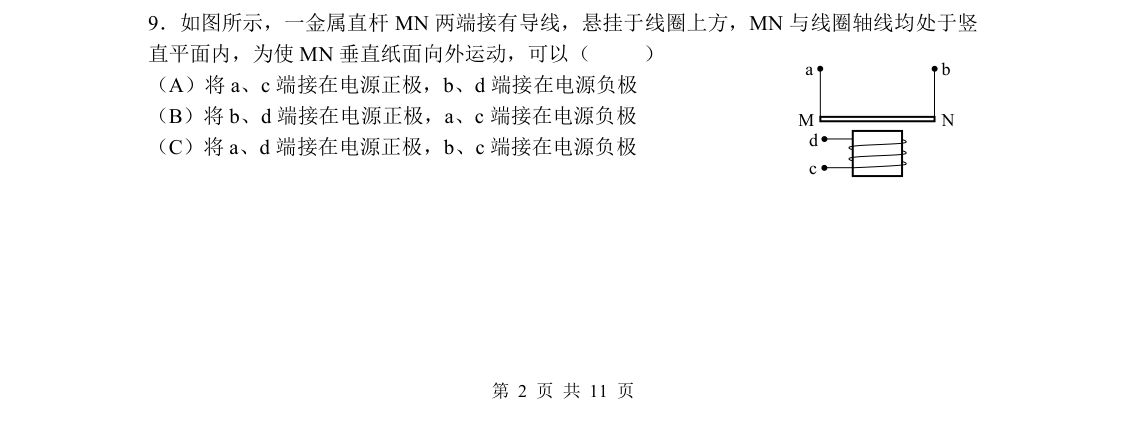 9．如图所示，一金属直杆 MN 两端接有导线，悬挂于线圈上方，MN 与线圈轴线均处于竖
直平面内，为使 MN 垂直纸面向外运动，可以（　　）
（A）将 a、c 端接在电源正极，b、d 端接在电源负极
（B）将 b、d 端接在电源正极，a、c 端接在电源负极
（C）将 a、d 端接在电源正极，b、c 端接在电源负极
a b
M N
d
c
第 2 页 共 11 页